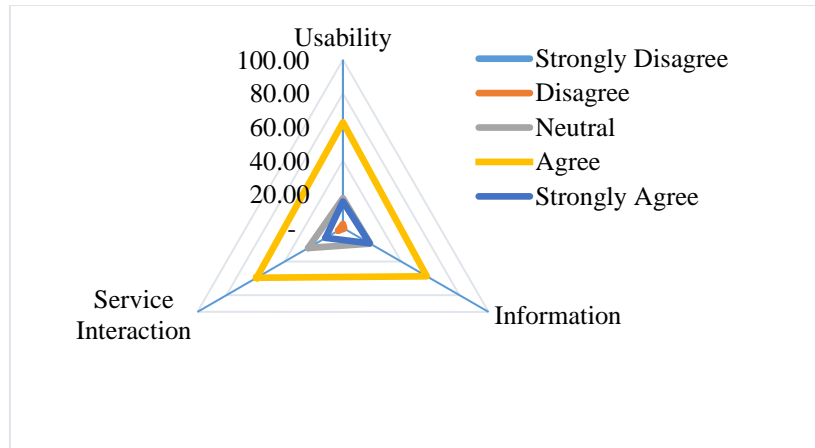 Usability
100.00
80.00
60.00
40.00
20.00
-
Service
Interaction
Information
Strongly Disagree
Disagree
Neutral
Agree
Strongly Agree